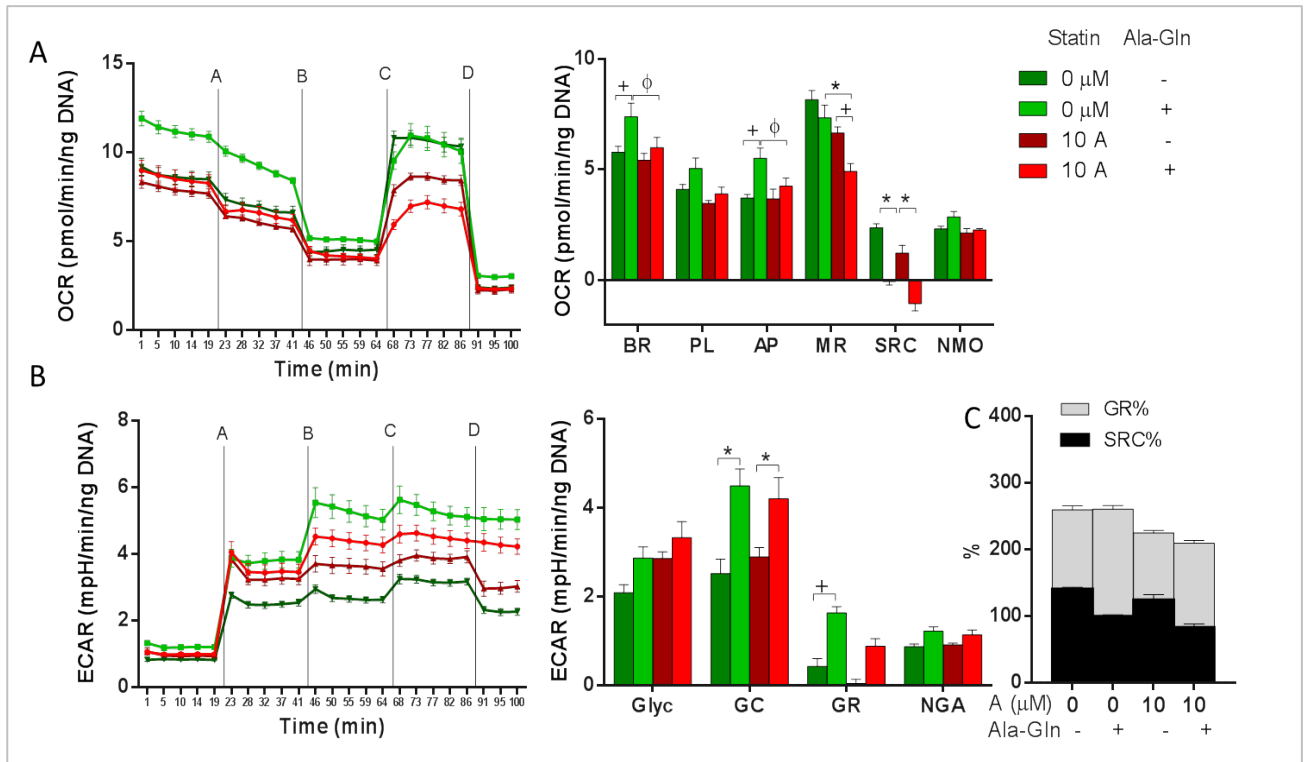 A
A B C D
OCR (pmol/min/ng DNA)
15
10
5
0
1 5 10 14 19 23 28 32 37 41 46 50 55 59 64 68 73 77 82 86 91 95 100
Time (min)
OCR (pmol/min/ng DNA)
10
5
0
+ ϕ + ϕ * + * *
BR PL AP MR SRC NMO
Statin Ala-Gln
0 μM -
0 μM +
10 A -
10 A +
B
A B C D
ECAR (mpH/min/ng DNA)
8
6
4
2
0
1 5 10 14 19 23 28 32 37 41 46 50 55 59 64 68 73 77 82 86 91 95 100
Time (min)
ECAR (mpH/min/ng DNA)
6
4
2
0
* * +
Glyc GC GR NGA
C
GR%
SRC%
%
400
300
200
100
0
A (μM) 0 0 10 10
Ala-Gln - + - +